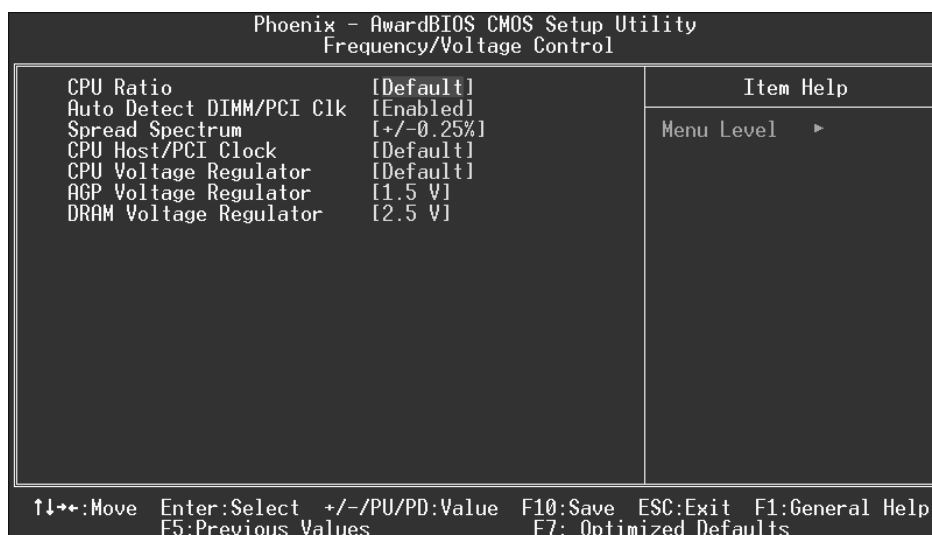 Phoenix - AwardBIOS CMOS Setup Utility
Frequency/Voltage Control
CPU Ratio [Default]
Auto Detect DIMM/PCI Clk [Enabled]
Spread Spectrum [+/-0.25%]
CPU Host/PCI Clock [Default]
CPU Voltage Regulator [Default]
AGP Voltage Regulator [1.5 V]
DRAM Voltage Regulator [2.5 V]
Item Help
Menu Level ►
↑↓→←:Move Enter:Select +/-/PU/PD:Value F10:Save ESC:Exit F1:General Help
F5:Previous Values F7: Optimized Defaults